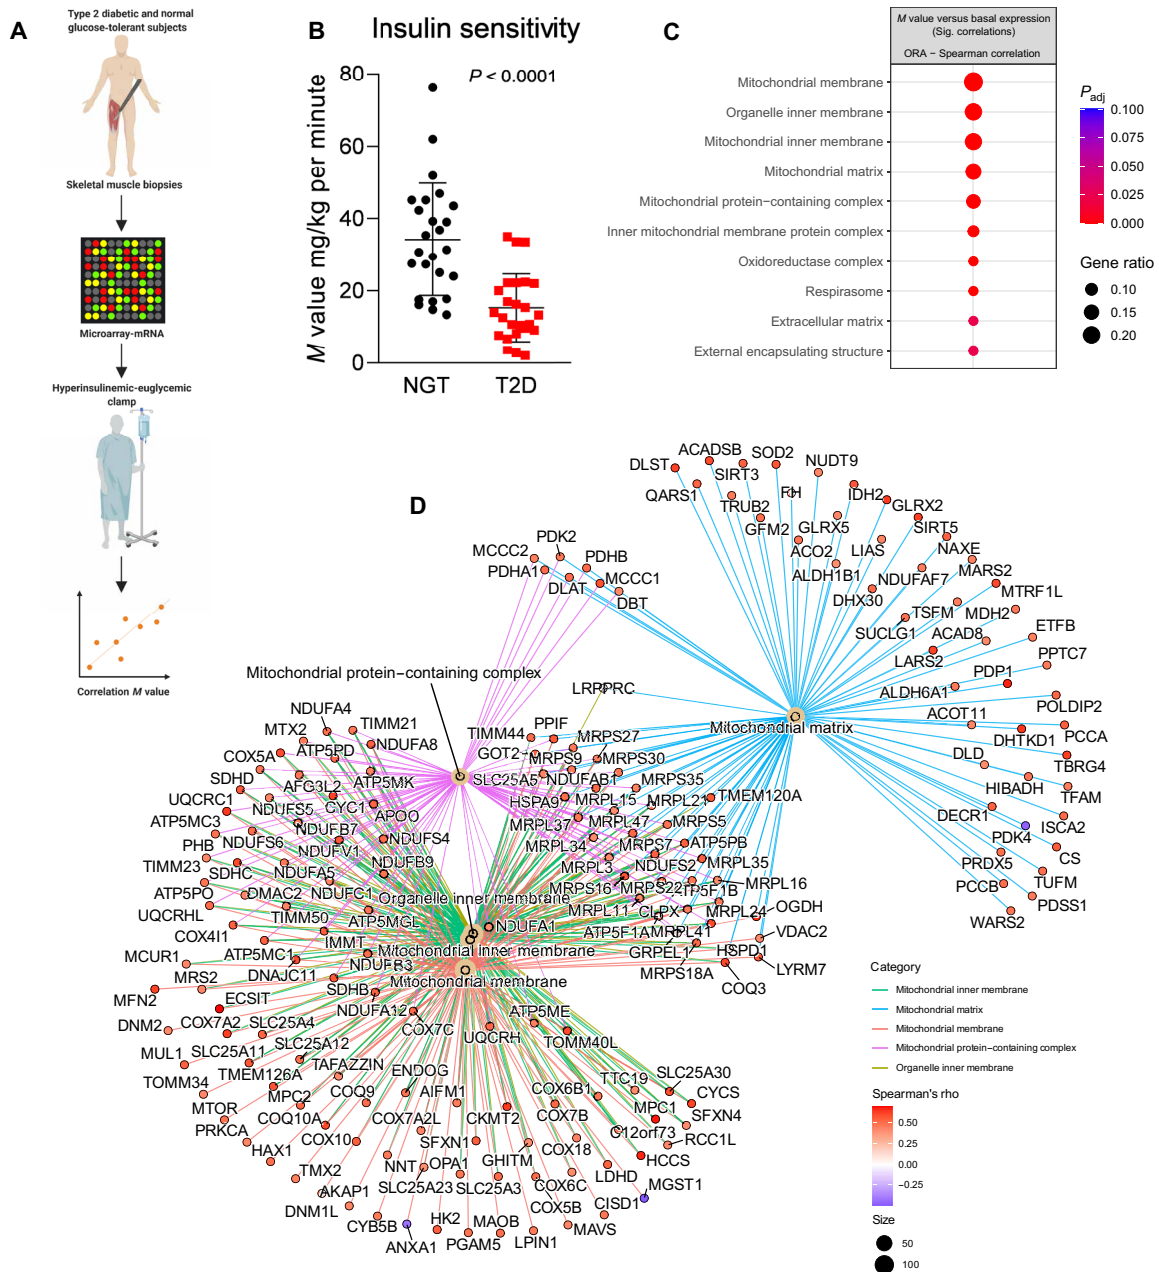 A
Type 2 diabetic and normal
glucose-tolerant subjects
Skeletal muscle biopsies
Microarray-mRNA
Hyperinsulinemic-euglycemic
clamp
Correlation M value
B
Insulin sensitivity
P < 0.0001
M value mg/kg per minute
80
60
40
20
0
NGT
T2D
C
M value versus basal expression
(Sig. correlations)
ORA − Spearman correlation
Mitochondrial membrane
Organelle inner membrane
Mitochondrial inner membrane
Mitochondrial matrix
Mitochondrial protein−containing complex
Inner mitochondrial membrane protein complex
Oxidoreductase complex
Respirasome
Extracellular matrix
External encapsulating structure
Padj
0.100
0.075
0.050
0.025
0.000
Gene ratio
0.10
0.15
0.20
D
DLST
ACADSB
SIRT3
SOD2
NUDT9
QARS1
TRUB2
FH
IDH2
GLRX2
GFM2
GLRX5
SIRT5
ACO2
LIAS
NAXE
ALDH1B1
NDUFAF7
MARS2
DHX30
MTRF1L
TSFM
MDH2
SUCLG1
ACAD8
ETFB
LARS2
PDP1
PPTC7
ALDH6A1
POLDIP2
ACOT11
DHTKD1
PCCA
DLD
TBRG4
HIBADH
TFAM
DECR1
PDK4
ISCA2
PRDX5
CS
PCCB
TUFM
WARS2
PDSS1
MCCC2
PDK2
PDHB
PDHA1
DLAT
MCCC1
DBT
Mitochondrial protein−containing complex
LRPPRC
Mitochondrial matrix
NDUFA4
MTX2
TIMM21
TIMM44
PPIF
MRPS27
COX5A
ATP5PD
NDUFA8
GOT2
MRPS9
MRPS30
SDHD
AFG3L2
ATP5MK
SLC25A5
NDUFAB1
MRPS35
UQCRC1
NDUFS5
CYC1
APOO
HSPA9
MRPL15
MRPL21
TMEM120A
ATP5MC3
NDUFB7
MRPL37
MRPL47
MRPS5
PHB
NDUFS6
NDUFV1
NDUFS4
MRPL34
MRPS7
ATP5PB
TIMM23
SDHC
NDUFA5
NDUFB9
MRPL3
NDUFS2
MRPL35
ATP5PO
DMAC2
NDUFC1
Organelle inner membrane
MRPS16
MRPS22
ATP5F1B
MRPL16
UQCRHL
TIMM50
ATP5MGL
NDUFA1
MRPL11
CLPX
MRPL24
OGDH
COX4I1
IMMT
ATP5F1A
MRPL41
VDAC2
MCUR1
ATP5MC1
NDUFB3
Mitochondrial inner membrane
GRPEL1
HSPD1
MRS2
DNAJC11
SDHB
Mitochondrial membrane
MRPS18A
LYRM7
COQ3
MFN2
ECSIT
NDUFA12
COX7C
ATP5ME
DNM2
COX7A2
SLC25A4
UQCRH
TOMM40L
MUL1
SLC25A11
SLC25A12
TOMM34
TMEM126A
TAFAZZIN
ENDOG
COX6B1
TTC19
SLC25A30
MTOR
MPC2
COQ9
AIFM1
MPC1
CYCS
PRKCA
COQ10A
COX7A2L
CKMT2
COX7B
SFXN4
HAX1
COX10
SFXN1
C12orf73
RCC1L
TMX2
NNT
OPA1
GHITM
COX18
HCCS
AKAP1
SLC25A23
SLC25A3
COX6C
LDHD
MGST1
DNM1L
COX5B
CISD1
CYB5B
HK2
MAOB
MAVS
ANXA1
PGAM5
LPIN1
Category
Mitochondrial inner membrane
Mitochondrial matrix
Mitochondrial membrane
Mitochondrial protein−containing complex
Organelle inner membrane
Spearman's rho
0.50
0.25
0.00
−0.25
Size
50
100